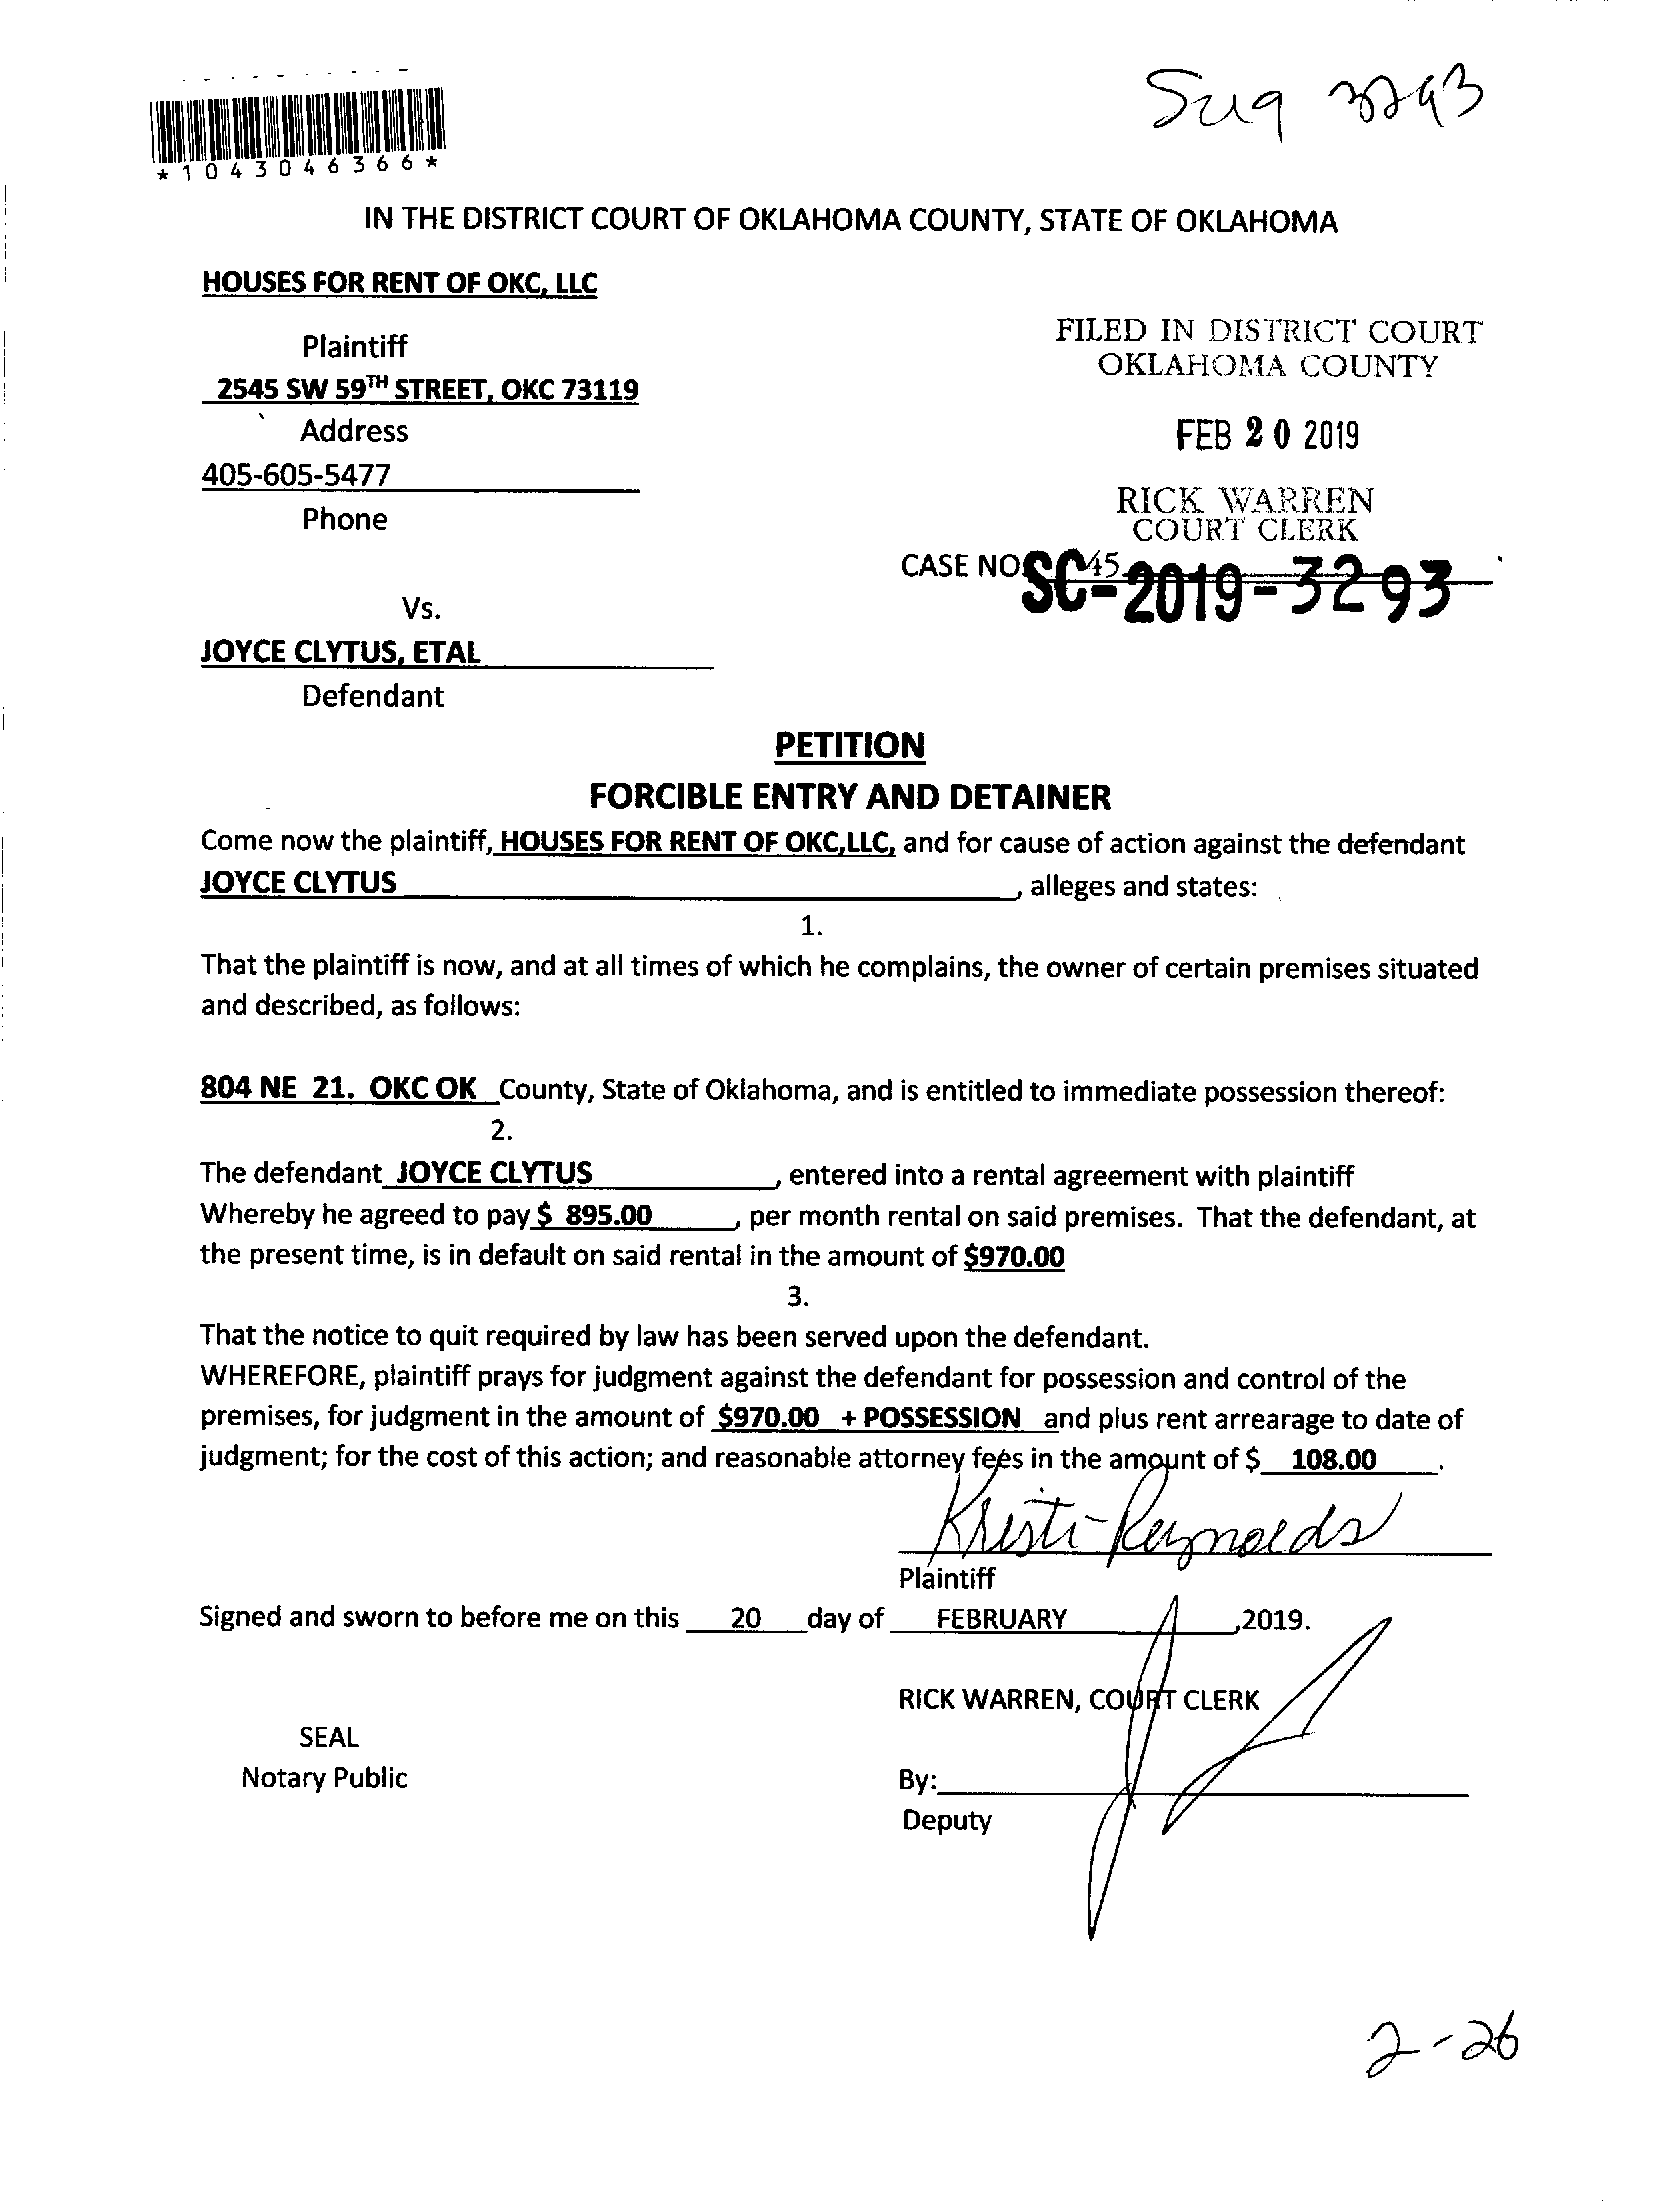 *1043046366*
IN THE DISTRICT COURT OF OKLAHOMA COUNTY, STATE OF OKLAHOMA
HOUSES FOR RENT OF OKC, LLC
Plaintiff
2545 SW 59TH STREET, OKC 73119
Address
405-605-5477
Phone
FILED IN DISTRICT COURT
OKLAHOMA COUNTY
FEB 20 2019
RICK WARREN
COURT CLERK
45
CASE NO SC-2019-3293
Vs.
JOYCE CLYTUS, ETAL
Defendant
PETITION
FORCIBLE ENTRY AND DETAINER
Come now the plaintiff, HOUSES FOR RENT OF OKC,LLC, and for cause of action against the defendant
JOYCE CLYTUS, alleges and states:
1.
That the plaintiff is now, and at all times of which he complains, the owner of certain premises situated
and described, as follows:
804 NE 21. OKC OK County, State of Oklahoma, and is entitled to immediate possession thereof:
2.
The defendant JOYCE CLYTUS, entered into a rental agreement with plaintiff
Whereby he agreed to pay $ 895.00, per month rental on said premises. That the defendant, at
the present time, is in default on said rental in the amount of $970.00
3.
That the notice to quit required by law has been served upon the defendant.
WHEREFORE, plaintiff prays for judgment against the defendant for possession and control of the
premises, for judgment in the amount of $970.00 + POSSESSION and plus rent arrearage to date of
judgment; for the cost of this action; and reasonable attorney fees in the amount of $ 108.00.
Kristi Reynolds
Plaintiff
Signed and sworn to before me on this 20 day of FEBRUARY,2019.
RICK WARREN, COURT CLERK
SEAL
Notary Public
By:
Deputy
2-26